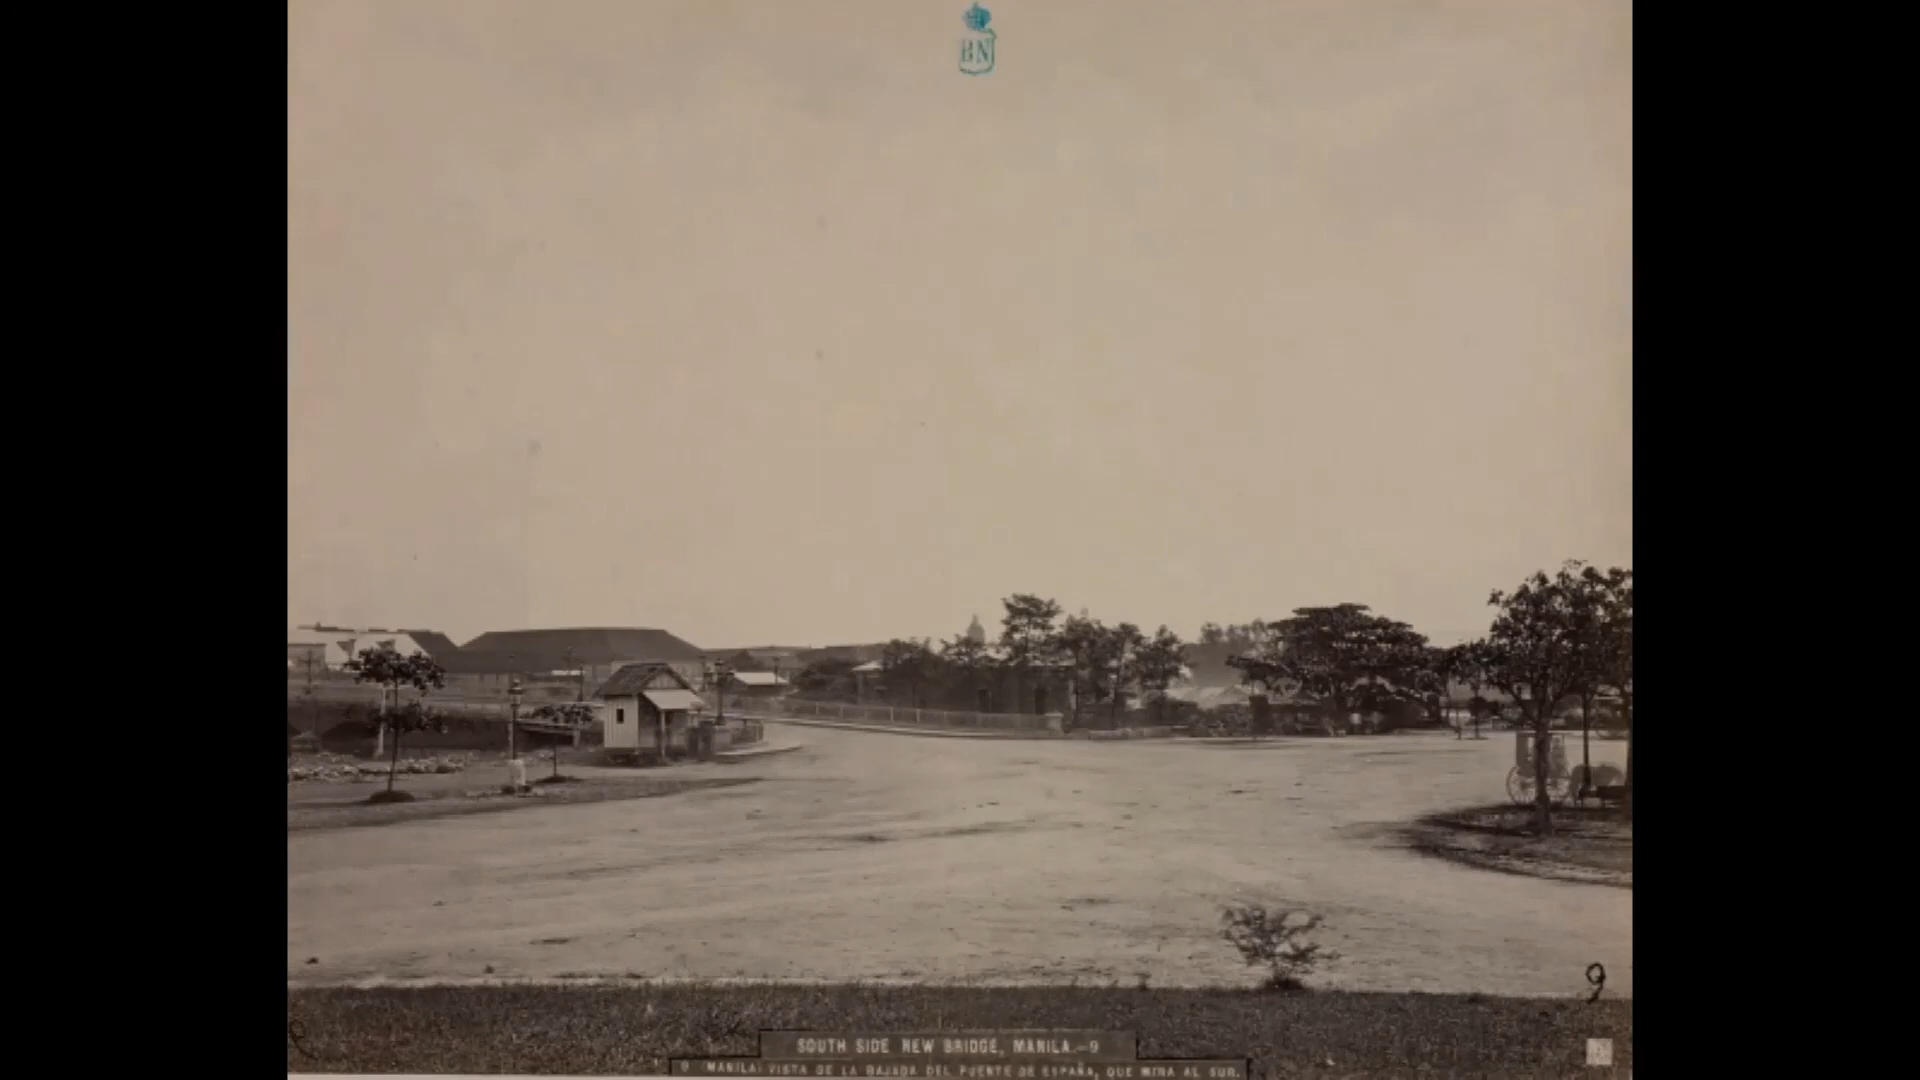 BN
9
SOUTH SIDE NEW BRIDGE, MANILA.-9
9 MANILA: VISTA DE LA BAJADA DEL PUENTE DE ESPAÑA, QUE MIRA AL SUR.